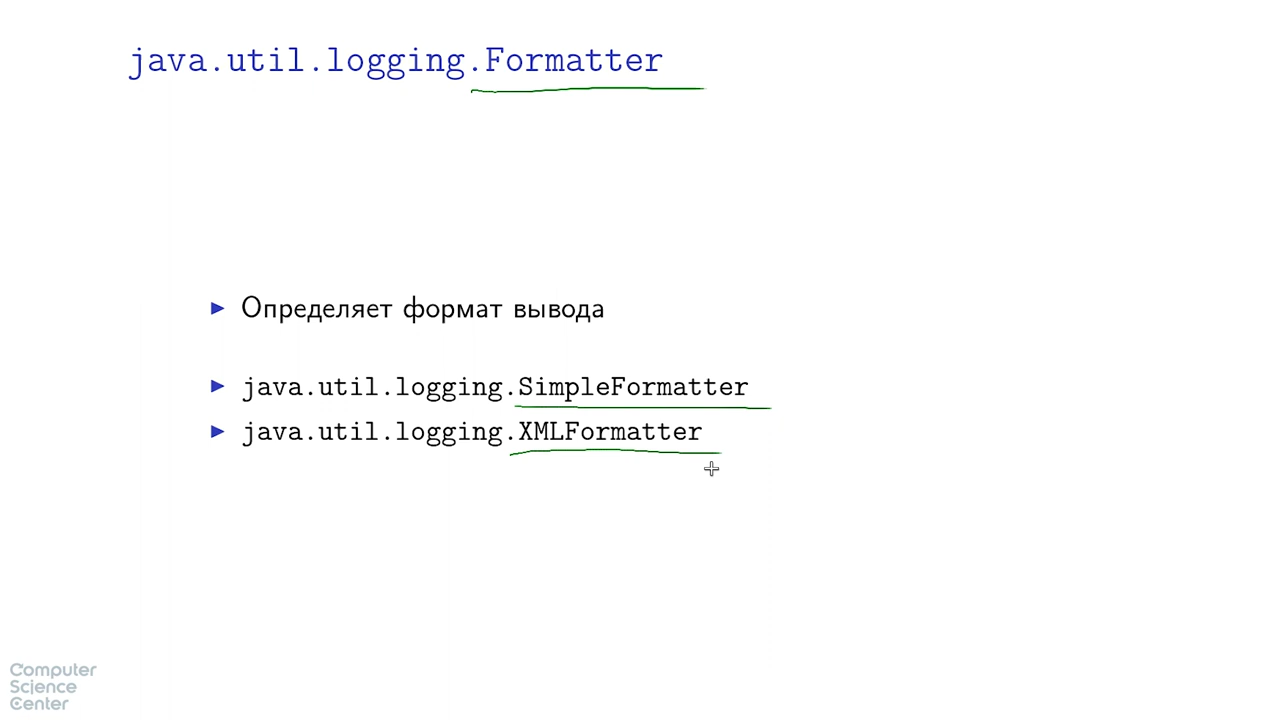 java.util.logging.Formatter
Определяет формат вывода
java.util.logging.SimpleFormatter
java.util.logging.XMLFormatter
Computer
Science
Center